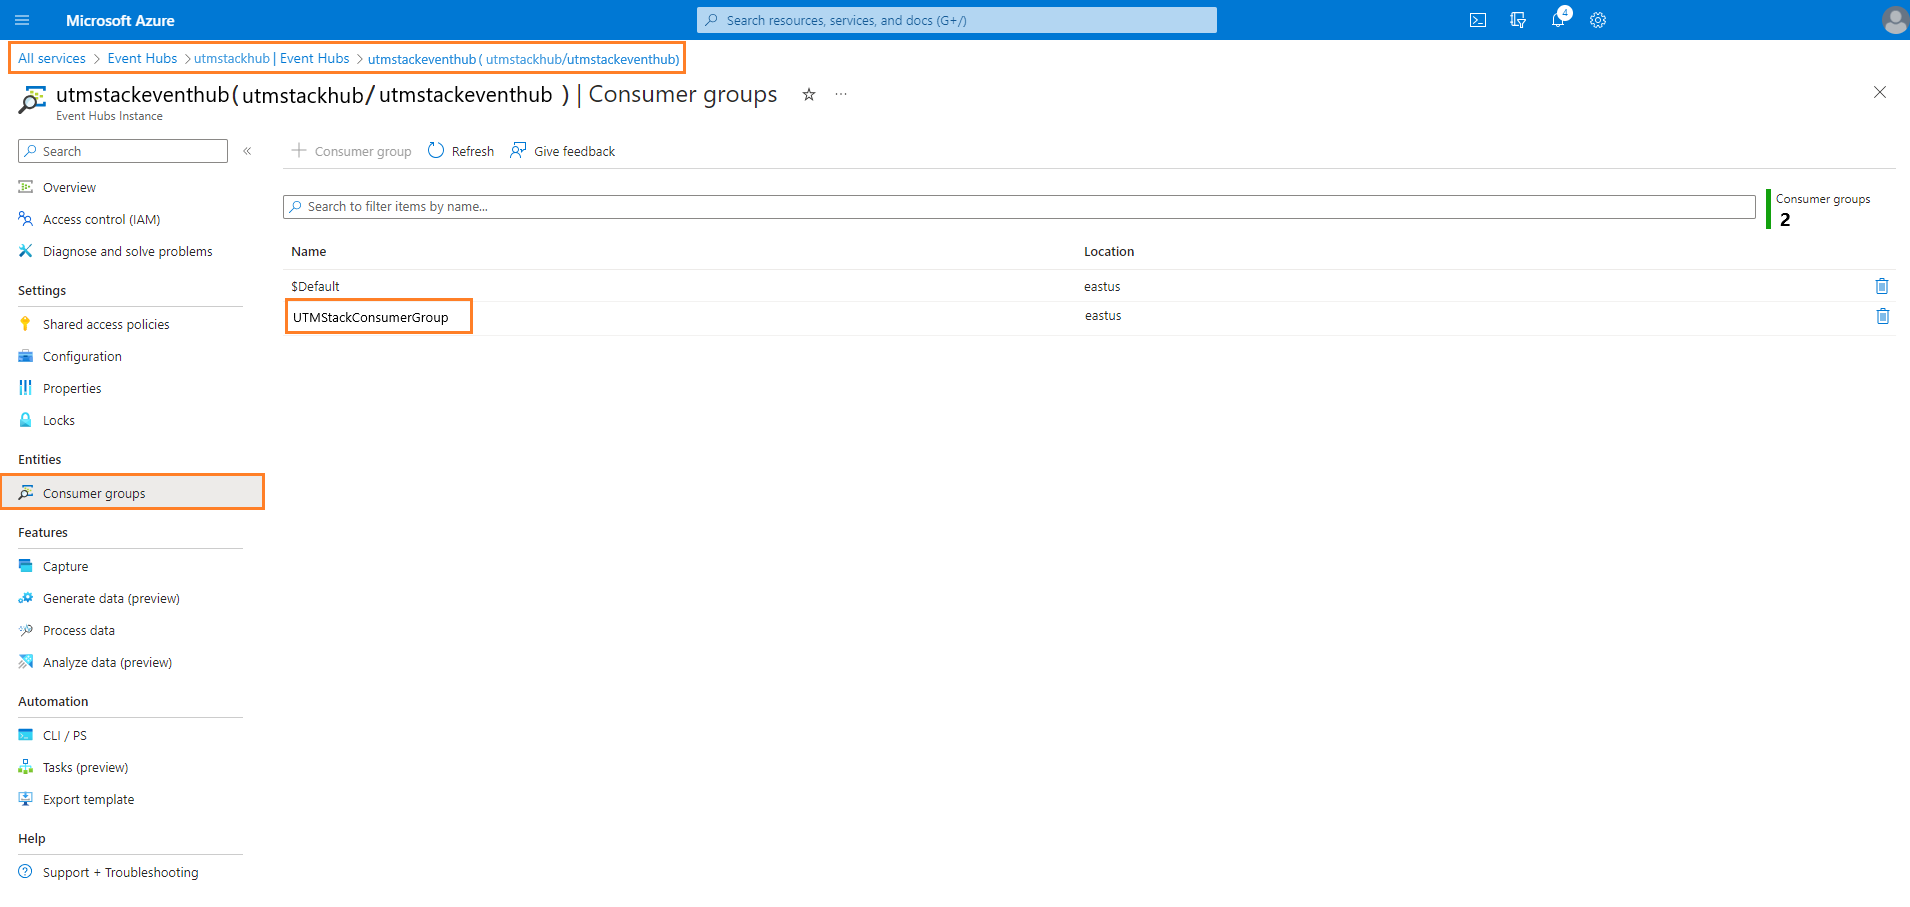 Microsoft Azure
Search resources, services, and docs (G+/)
4
All services > Event Hubs > utmstackhub | Event Hubs > utmstackeventhub ( utmstackhub/utmstackeventhub)
utmstackeventhub(utmstackhub/ utmstackeventhub ) | Consumer groups
Event Hubs Instance
Search
Consumer group
Refresh
Give feedback
Overview
Access control (IAM)
Diagnose and solve problems
Settings
Shared access policies
Configuration
Properties
Locks
Entities
Consumer groups
Features
Capture
Generate data (preview)
Process data
Analyze data (preview)
Automation
CLI / PS
Tasks (preview)
Export template
Help
Support + Troubleshooting
Search to filter items by name...
Consumer groups
2
Name Location
$Default eastus
UTMStackConsumerGroup eastus